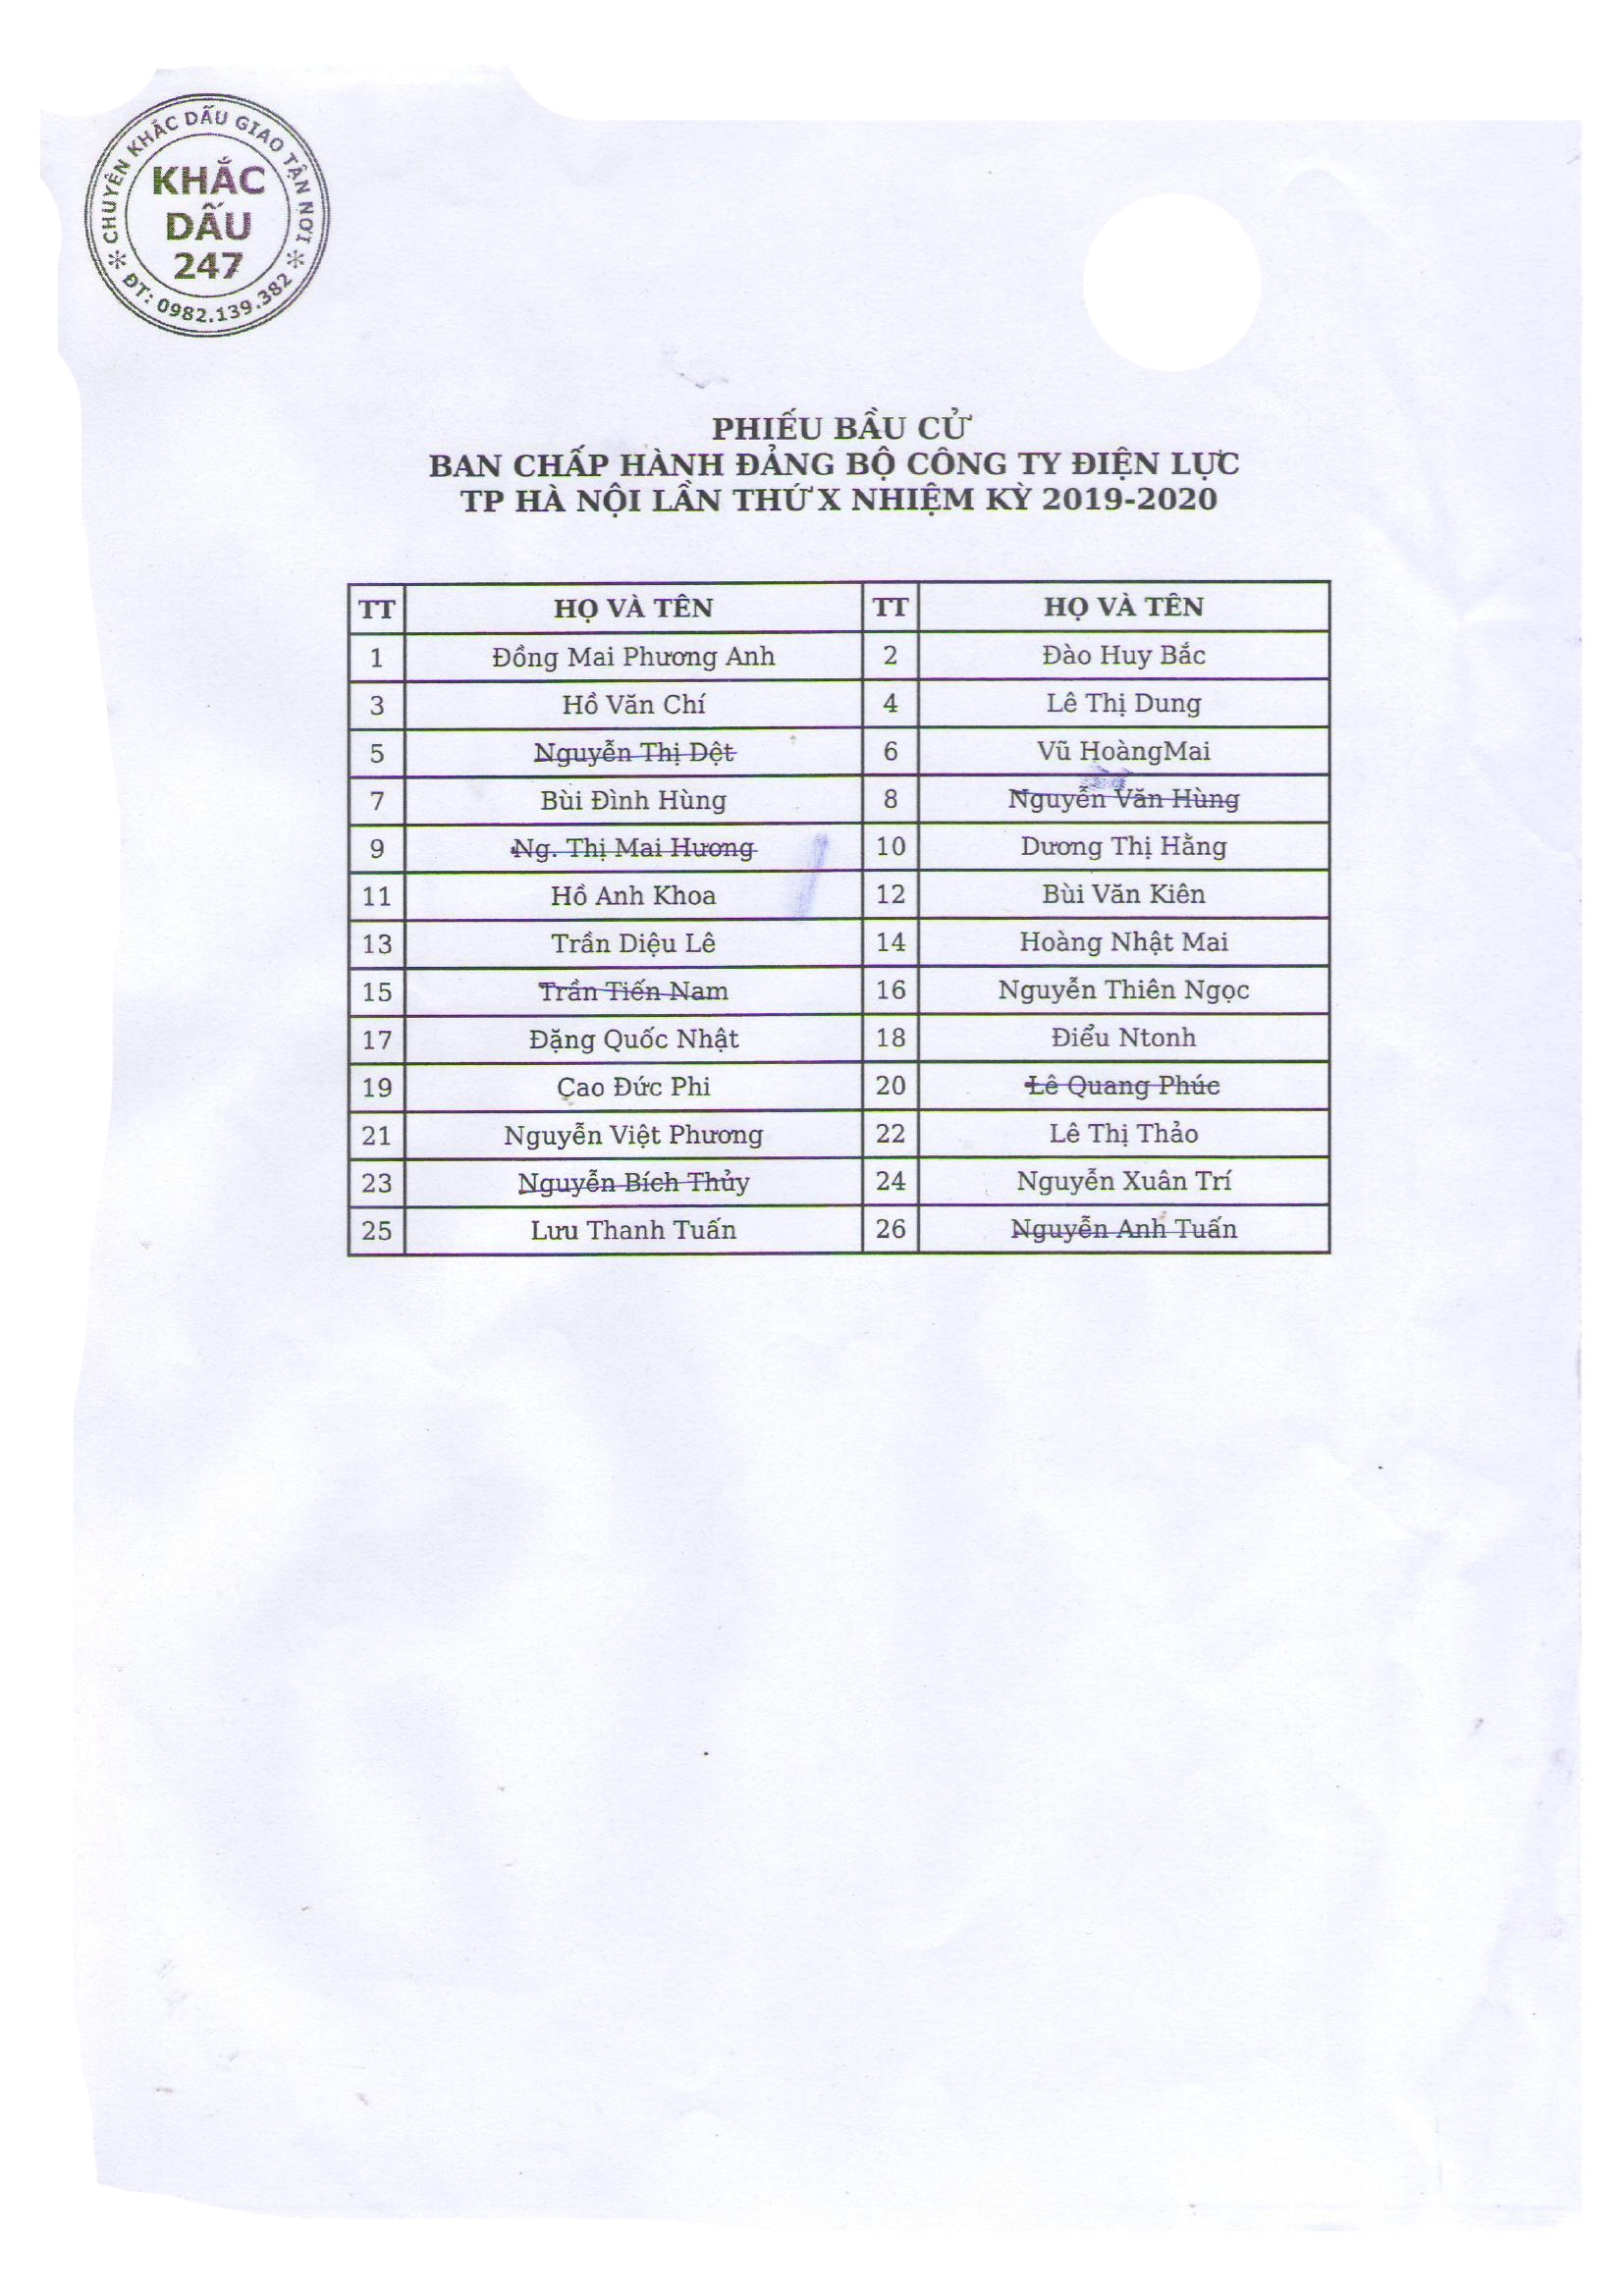 CHUYÊN KHẮC DẤU GIAO TẬN NƠI
KHẮC
DẤU
247
ĐT: 0982.139.382
PHIẾU BẦU CỬ
BAN CHẤP HÀNH ĐẢNG BỘ CÔNG TY ĐIỆN LỰC
TP HÀ NỘI LẦN THỨ X NHIỆM KỲ 2019-2020
TT HỌ VÀ TÊN TT HỌ VÀ TÊN
1 Đồng Mai Phương Anh 2 Đào Huy Bắc
3 Hồ Văn Chí 4 Lê Thị Dung
5 Nguyễn Thị Dệt 6 Vũ HoàngMai
7 Bùi Đình Hùng 8 Nguyễn Văn Hùng
9 Ng. Thị Mai Hương 10 Dương Thị Hằng
11 Hồ Anh Khoa 12 Bùi Văn Kiên
13 Trần Diệu Lê 14 Hoàng Nhật Mai
15 Trần Tiến Nam 16 Nguyễn Thiên Ngọc
17 Đặng Quốc Nhật 18 Điểu Ntonh
19 Cao Đức Phi 20 Lê Quang Phúc
21 Nguyễn Việt Phương 22 Lê Thị Thảo
23 Nguyễn Bích Thủy 24 Nguyễn Xuân Trí
25 Lưu Thanh Tuấn 26 Nguyễn Anh Tuấn